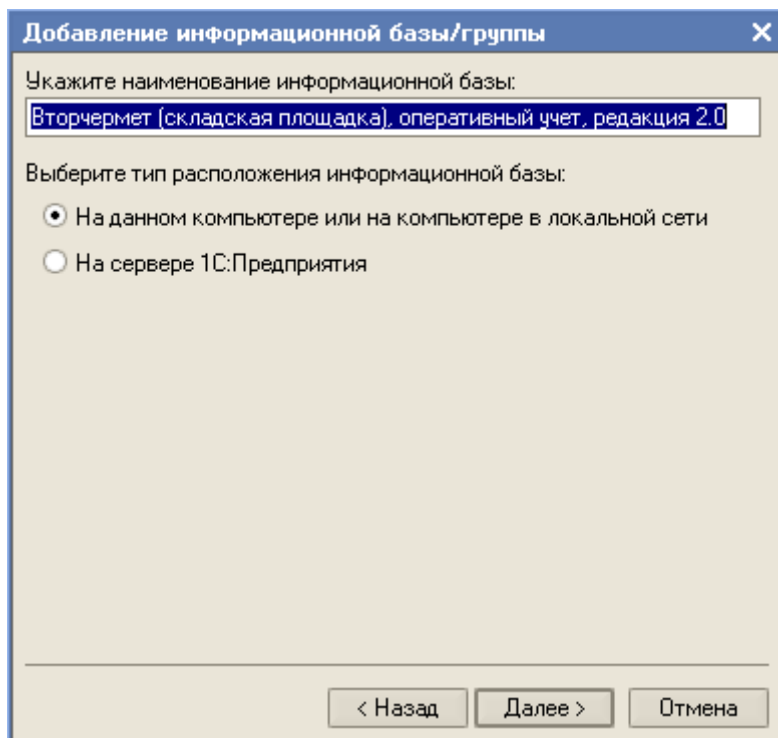 Добавление информационной базы/группы
Укажите наименование информационной базы:
Вторчермет (складская площадка), оперативный учет, редакция 2.0
Выберите тип расположения информационной базы:
На данном компьютере или на компьютере в локальной сети
На сервере 1С:Предприятия
< Назад Далее > Отмена